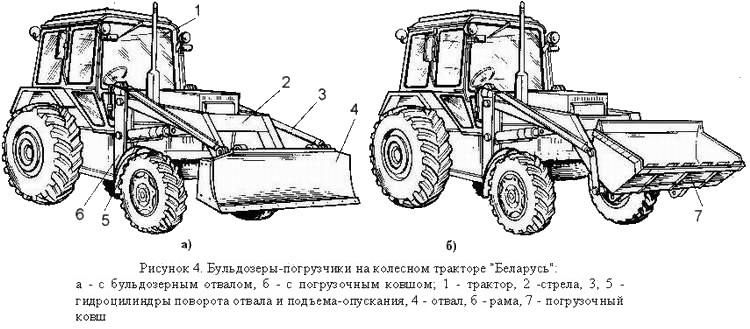 1
2
3
4
6
5
7
а)
б)
Рисунок 4. Бульдозеры-погрузчики на колесном тракторе "Беларусь":
а - с бульдозерным отвалом, б - с погрузочным ковшом; 1 - трактор, 2 -стрела, 3, 5 -
гидроцилиндры поворота отвала и подъема-опускания, 4 - отвал, 6 - рама, 7 - погрузочный
ковш